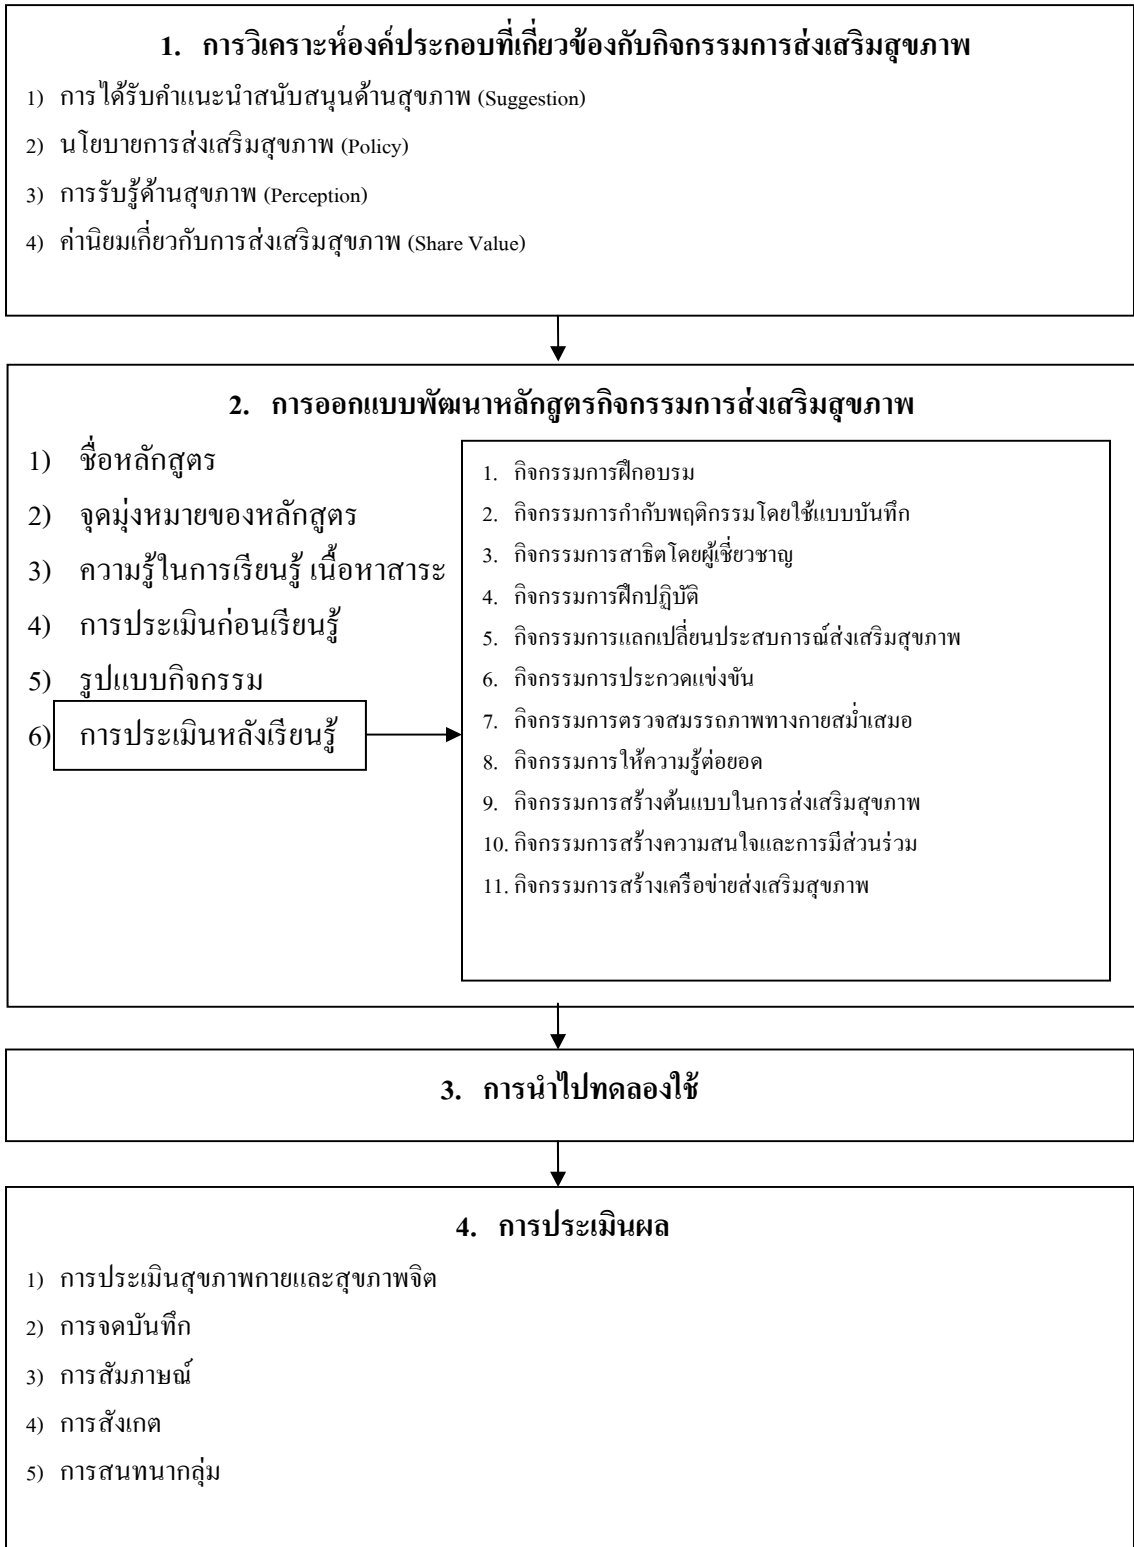 1. การวิเคราะห์องค์ประกอบที่เกี่ยวข้องกับกิจกรรมการส่งเสริมสุขภาพ
1) การได้รับคำแนะนำสนับสนุนด้านสุขภาพ (Suggestion)
2) นโยบายการส่งเสริมสุขภาพ (Policy)
3) การรับรู้ด้านสุขภาพ (Perception)
4) ค่านิยมเกี่ยวกับการส่งเสริมสุขภาพ (Share Value)
2. การออกแบบพัฒนาหลักสูตรกิจกรรมการส่งเสริมสุขภาพ
1) ชื่อหลักสูตร
2) จุดมุ่งหมายของหลักสูตร
3) ความรู้ในการเรียนรู้ เนื้อหาสาระ
4) การประเมินก่อนเรียนรู้
5) รูปแบบกิจกรรม
6) การประเมินหลังเรียนรู้
1. กิจกรรมการฝึกอบรม
2. กิจกรรมการกำกับพฤติกรรมโดยใช้แบบบันทึก
3. กิจกรรมการสาธิตโดยผู้เชี่ยวชาญ
4. กิจกรรมการฝึกปฏิบัติ
5. กิจกรรมการแลกเปลี่ยนประสบการณ์ส่งเสริมสุขภาพ
6. กิจกรรมการประกวดแข่งขัน
7. กิจกรรมการตรวจสมรรถภาพทางกายสม่ำเสมอ
8. กิจกรรมการให้ความรู้ต่อยอด
9. กิจกรรมการสร้างต้นแบบในการส่งเสริมสุขภาพ
10. กิจกรรมการสร้างความสนใจและการมีส่วนร่วม
11. กิจกรรมการสร้างเครือข่ายส่งเสริมสุขภาพ
3. การนำไปทดลองใช้
4. การประเมินผล
1) การประเมินสุขภาพกายและสุขภาพจิต
2) การจดบันทึก
3) การสัมภาษณ์
4) การสังเกต
5) การสนทนากลุ่ม